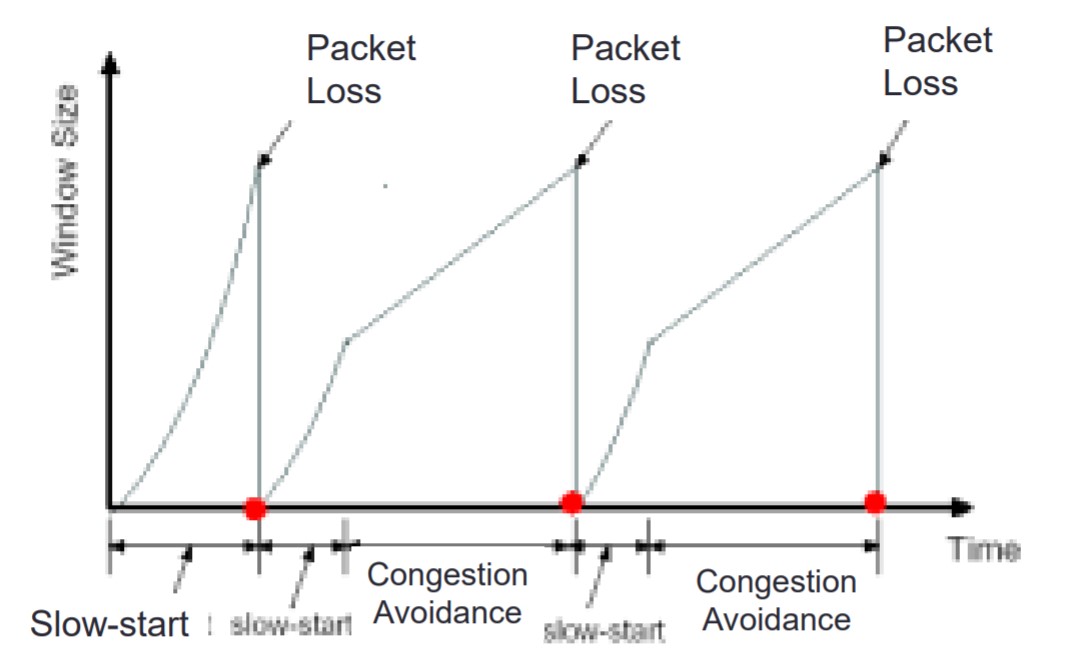 Packet
Loss
Packet
Loss
Packet
Loss
Window Size
Time
Slow-start
slow-start
Congestion
Avoidance
slow-start
Congestion
Avoidance